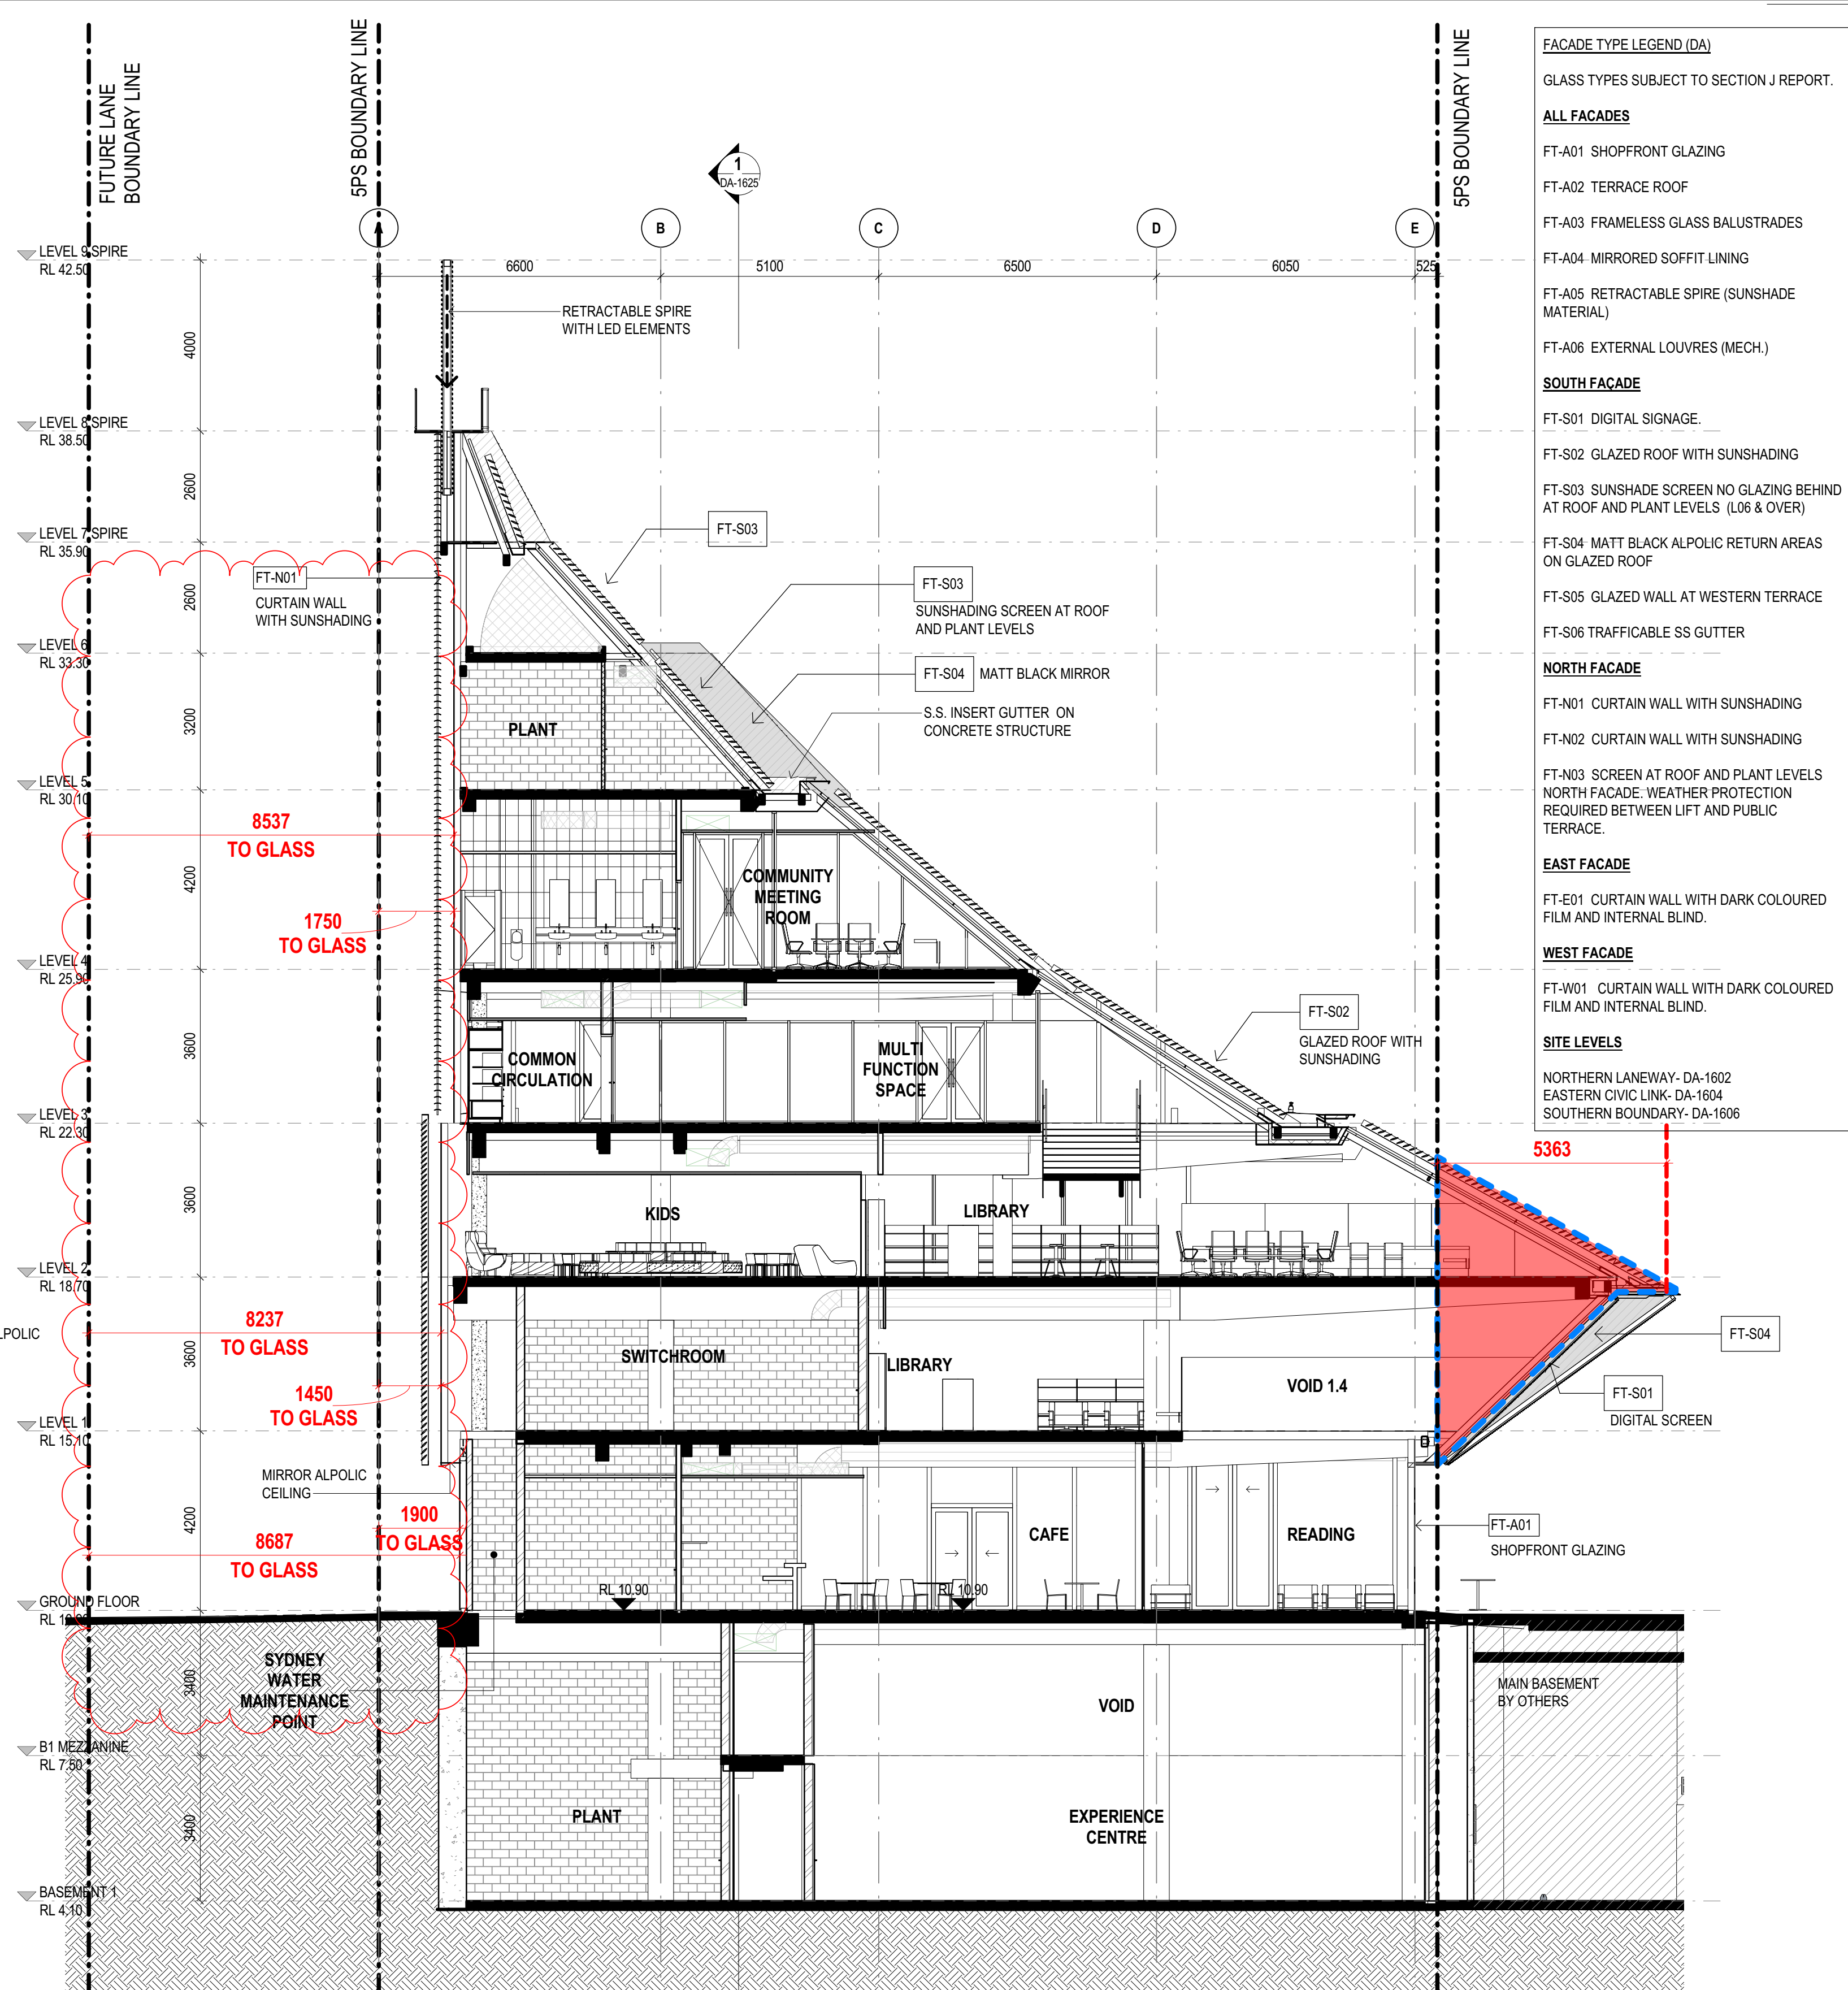 FUTURE LANE
BOUNDARY LINE
5PS BOUNDARY LINE
5PS BOUNDARY LINE
1
DA-1625
A
B
C
D
E
6600
5100
6500
6050
525
LEVEL 9 SPIRE
RL 42.50
4000
LEVEL 8 SPIRE
RL 38.50
2600
LEVEL 7 SPIRE
RL 35.90
2600
LEVEL 6
RL 33.30
3200
LEVEL 5
RL 30.10
4200
LEVEL 4
RL 25.90
3600
LEVEL 3
RL 22.30
3600
LEVEL 2
RL 18.70
3600
LEVEL 1
RL 15.10
4200
GROUND FLOOR
3400
B1 MEZZANINE
RL 7.50
3400
BASEMENT 1
RL 4.10
RETRACTABLE SPIRE
WITH LED ELEMENTS
FT-S03
FT-N01
CURTAIN WALL
WITH SUNSHADING
FT-S03
SUNSHADING SCREEN AT ROOF
AND PLANT LEVELS
FT-S04
MATT BLACK MIRROR
S.S. INSERT GUTTER ON
CONCRETE STRUCTURE
PLANT
8537
TO GLASS
1750
TO GLASS
COMMUNITY
MEETING
ROOM
FT-S02
GLAZED ROOF WITH
SUNSHADING
COMMON
CIRCULATION
MULTI
FUNCTION
SPACE
5363
KIDS
LIBRARY
8237
TO GLASS
LPOLIC
1450
TO GLASS
SWITCHROOM
LIBRARY
VOID 1.4
FT-S04
FT-S01
DIGITAL SCREEN
MIRROR ALPOLIC
CEILING
1900
TO GLASS
8687
TO GLASS
CAFE
READING
FT-A01
SHOPFRONT GLAZING
RL 10.90
RL 10.90
SYDNEY
WATER
MAINTENANCE
POINT
VOID
MAIN BASEMENT
BY OTHERS
PLANT
EXPERIENCE
CENTRE
FACADE TYPE LEGEND (DA)
GLASS TYPES SUBJECT TO SECTION J REPORT.
ALL FACADES
FT-A01 SHOPFRONT GLAZING
FT-A02 TERRACE ROOF
FT-A03 FRAMELESS GLASS BALUSTRADES
FT-A04 MIRRORED SOFFIT LINING
FT-A05 RETRACTABLE SPIRE (SUNSHADE
MATERIAL)
FT-A06 EXTERNAL LOUVRES (MECH.)
SOUTH FAÇADE
FT-S01 DIGITAL SIGNAGE.
FT-S02 GLAZED ROOF WITH SUNSHADING
FT-S03 SUNSHADE SCREEN NO GLAZING BEHIND
AT ROOF AND PLANT LEVELS (L06 & OVER)
FT-S04 MATT BLACK ALPOLIC RETURN AREAS
ON GLAZED ROOF
FT-S05 GLAZED WALL AT WESTERN TERRACE
FT-S06 TRAFFICABLE SS GUTTER
NORTH FACADE
FT-N01 CURTAIN WALL WITH SUNSHADING
FT-N02 CURTAIN WALL WITH SUNSHADING
FT-N03 SCREEN AT ROOF AND PLANT LEVELS
NORTH FACADE. WEATHER PROTECTION
REQUIRED BETWEEN LIFT AND PUBLIC
TERRACE.
EAST FACADE
FT-E01 CURTAIN WALL WITH DARK COLOURED
FILM AND INTERNAL BLIND.
WEST FACADE
FT-W01 CURTAIN WALL WITH DARK COLOURED
FILM AND INTERNAL BLIND.
SITE LEVELS
NORTHERN LANEWAY- DA-1602
EASTERN CIVIC LINK- DA-1604
SOUTHERN BOUNDARY- DA-1606